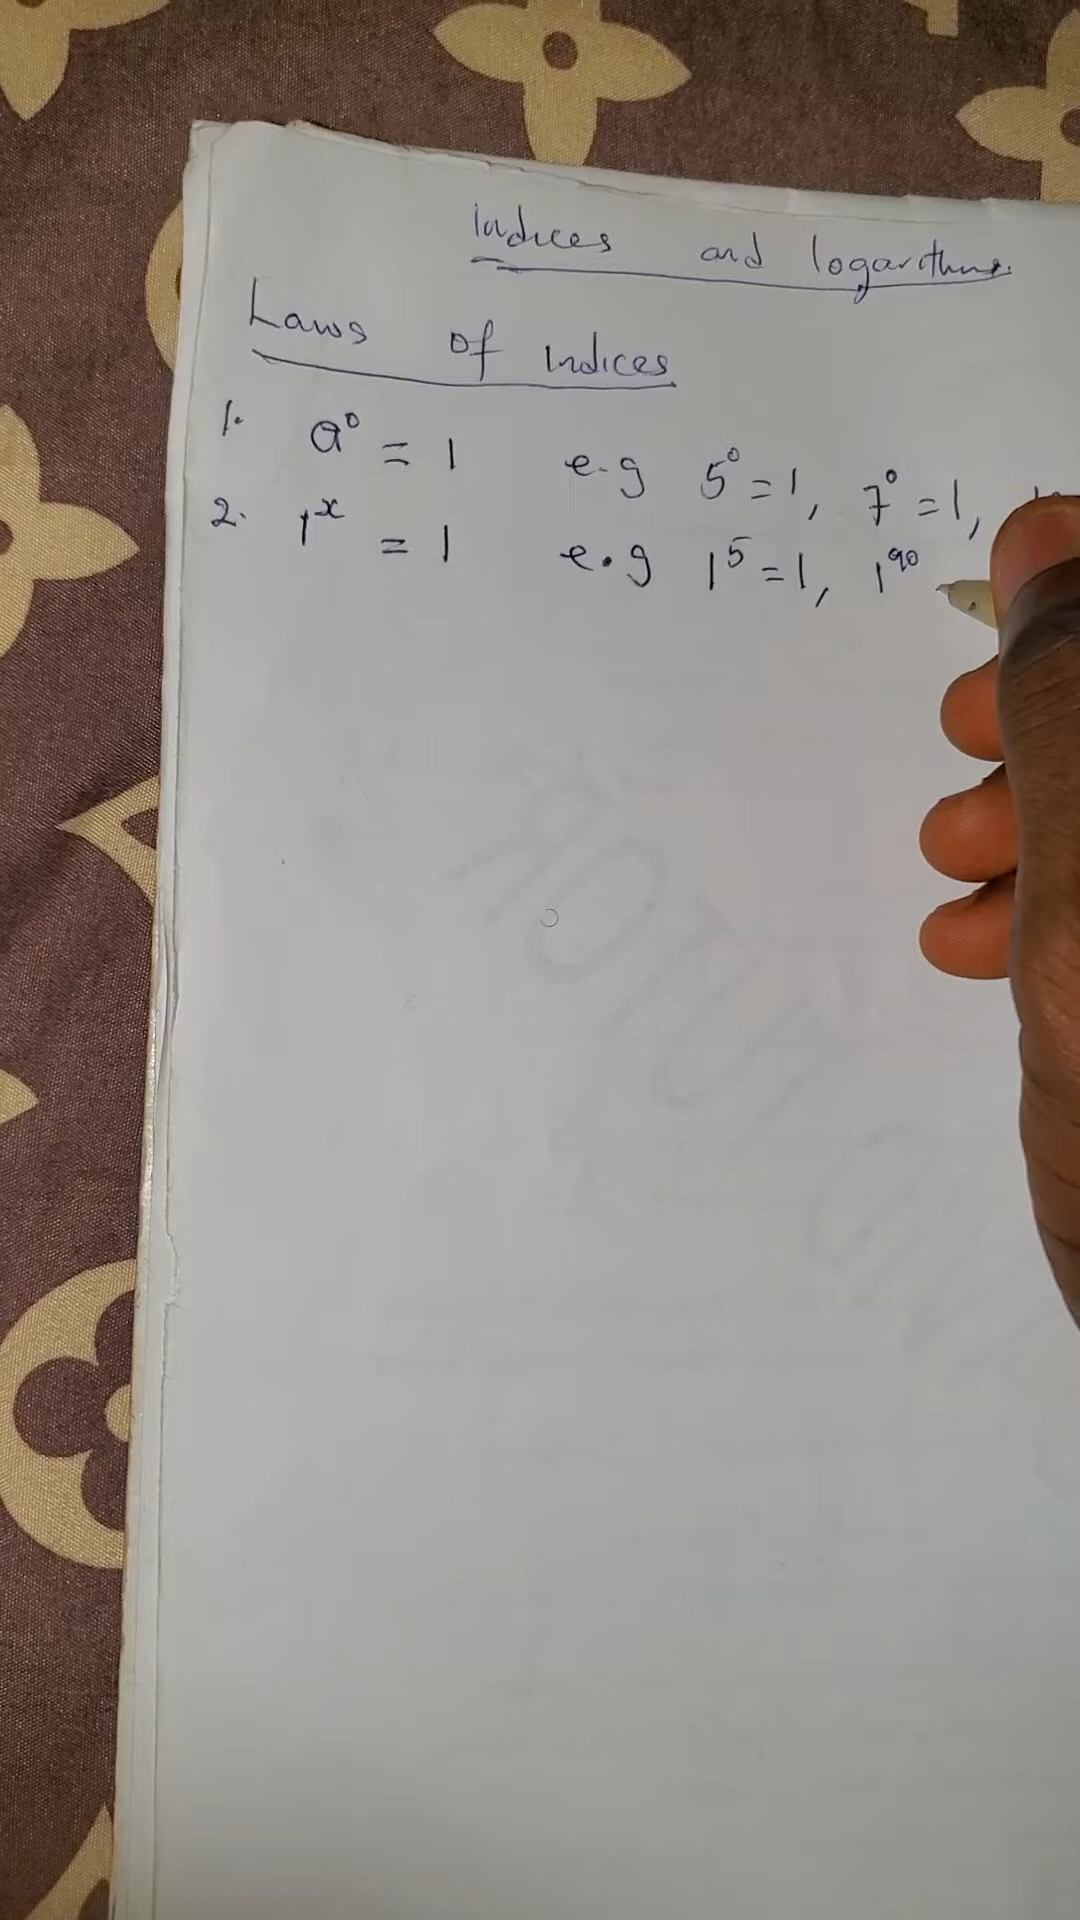 Indices and logarithms.
Laws of indices
1. a⁰ = 1 e.g 5⁰ = 1, 7⁰ = 1,
2. 1ˣ = 1 e.g 1⁵ = 1, 1⁹⁰